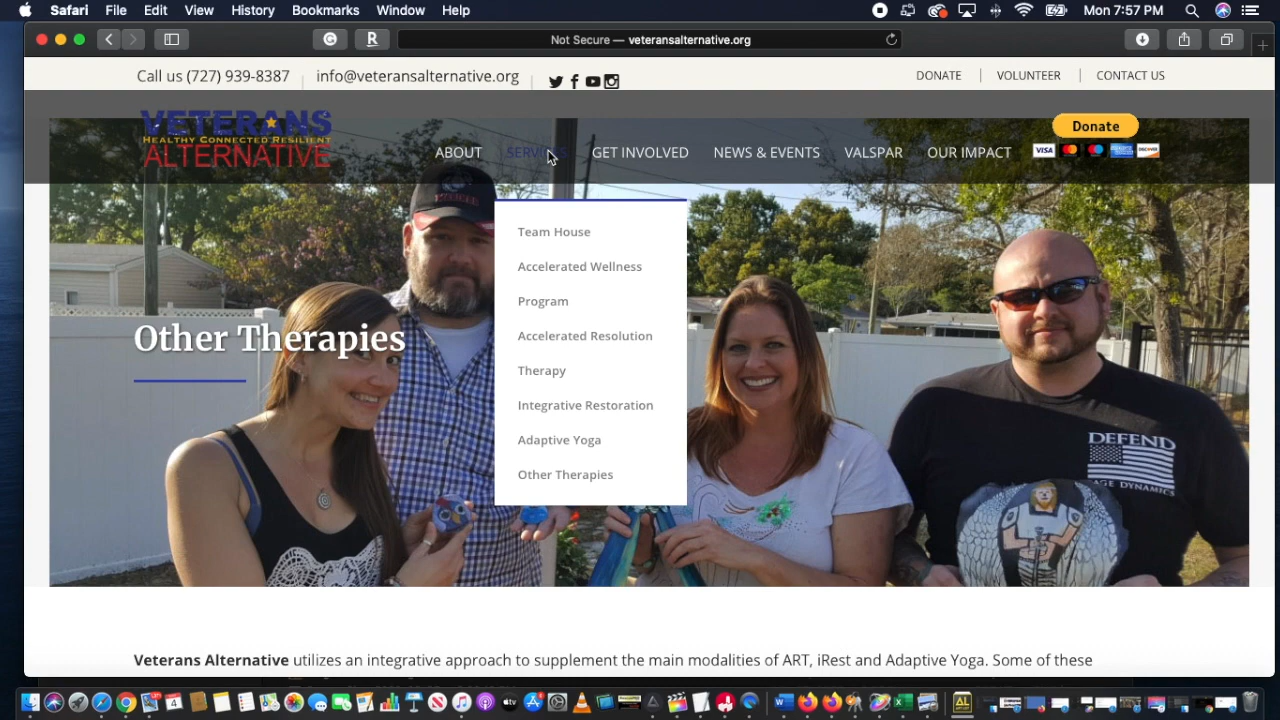 Safari File Edit View History Bookmarks Window Help Mon 7:57 PM
Not Secure — veteransalternative.org
Call us (727) 939-8387 info@veteransalternative.org DONATE VOLUNTEER CONTACT US
VETERANS
HEALTHY CONNECTED RESILIENT
ALTERNATIVE
ABOUT SERVICES GET INVOLVED NEWS & EVENTS VALSPAR OUR IMPACT
Donate
VISA
Team House
Accelerated Wellness
Program
Accelerated Resolution
Therapy
Integrative Restoration
Adaptive Yoga
Other Therapies
Other Therapies
DEFEND
Veterans Alternative utilizes an integrative approach to supplement the main modalities of ART, iRest and Adaptive Yoga. Some of these